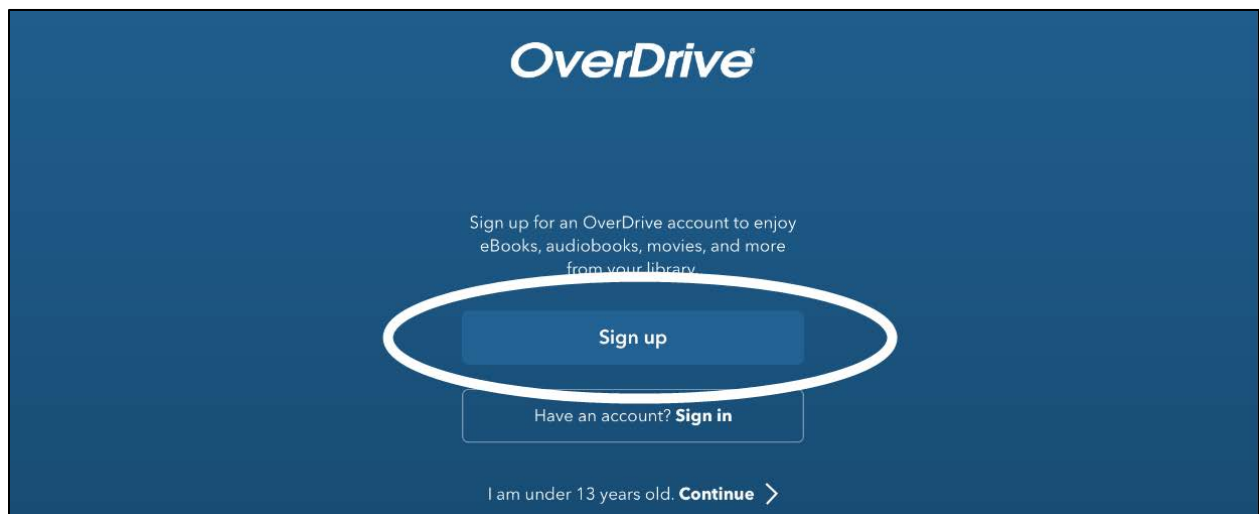 OverDrive®
Sign up for an OverDrive account to enjoy
eBooks, audiobooks, movies, and more
from your library.
Sign up
Have an account? Sign in
I am under 13 years old. Continue >